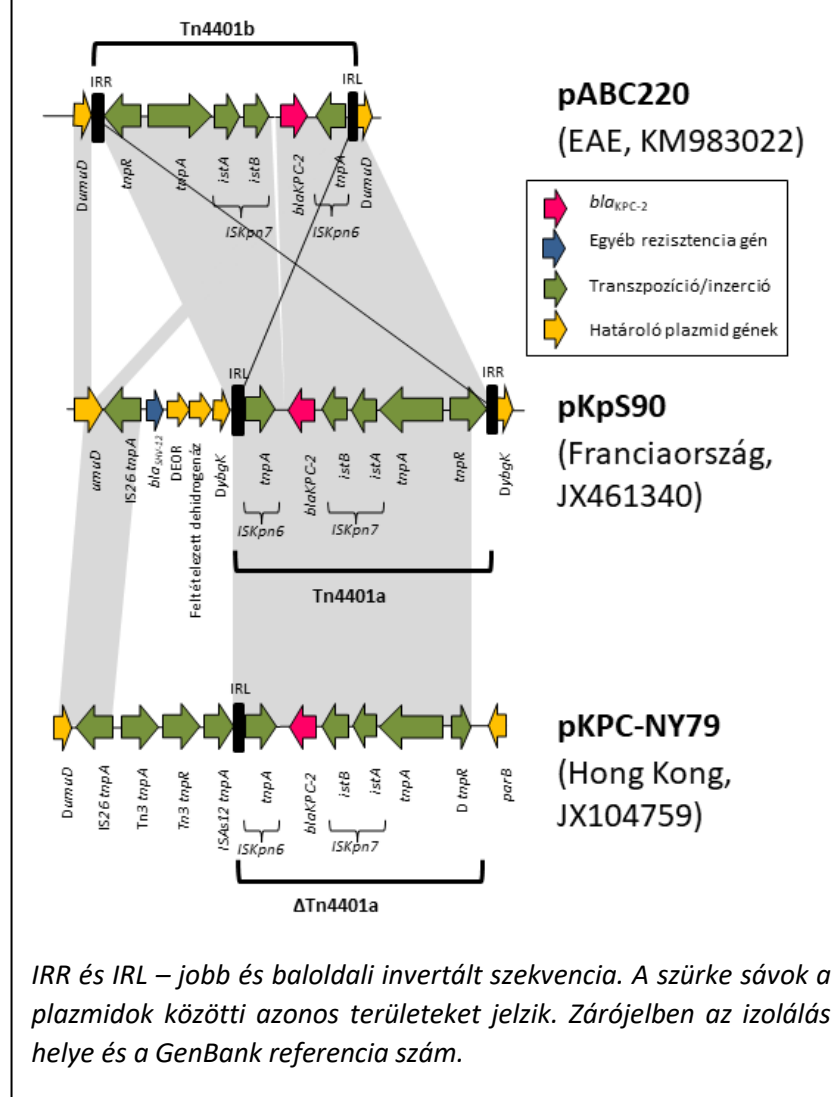 Tn4401b
IRR
IRL
DumuD
tnpR
tnpA
istA
istB
blaKPC-2
tnpA
DumuD
ISKpn7
ISKpn6
pABC220
(EAE, KM983022)
blaKPC-2
Egyéb rezisztencia gén
Transzpozíció/inzerció
Határoló plazmid gének
IRL
IRR
umuD
IS26 tnpA
blaSHV-12
DEOR
Feltételezett dehidrogenáz
DybgK
tnpA
blaKPC-2
istB
istA
tnpA
tnpR
DybgK
ISKpn6
ISKpn7
Tn4401a
pKpS90
(Franciaország,
JX461340)
IRL
DumuD
IS26 tnpA
Tn3 tnpA
Tn3 tnpR
ISAs12 tnpA
tnpA
blaKPC-2
istB
istA
tnpA
D tnpR
parB
ISKpn6
ISKpn7
ΔTn4401a
pKPC-NY79
(Hong Kong,
JX104759)
IRR és IRL – jobb és baloldali invertált szekvencia. A szürke sávok a
plazmidok közötti azonos területeket jelzik. Zárójelben az izolálás
helye és a GenBank referencia szám.